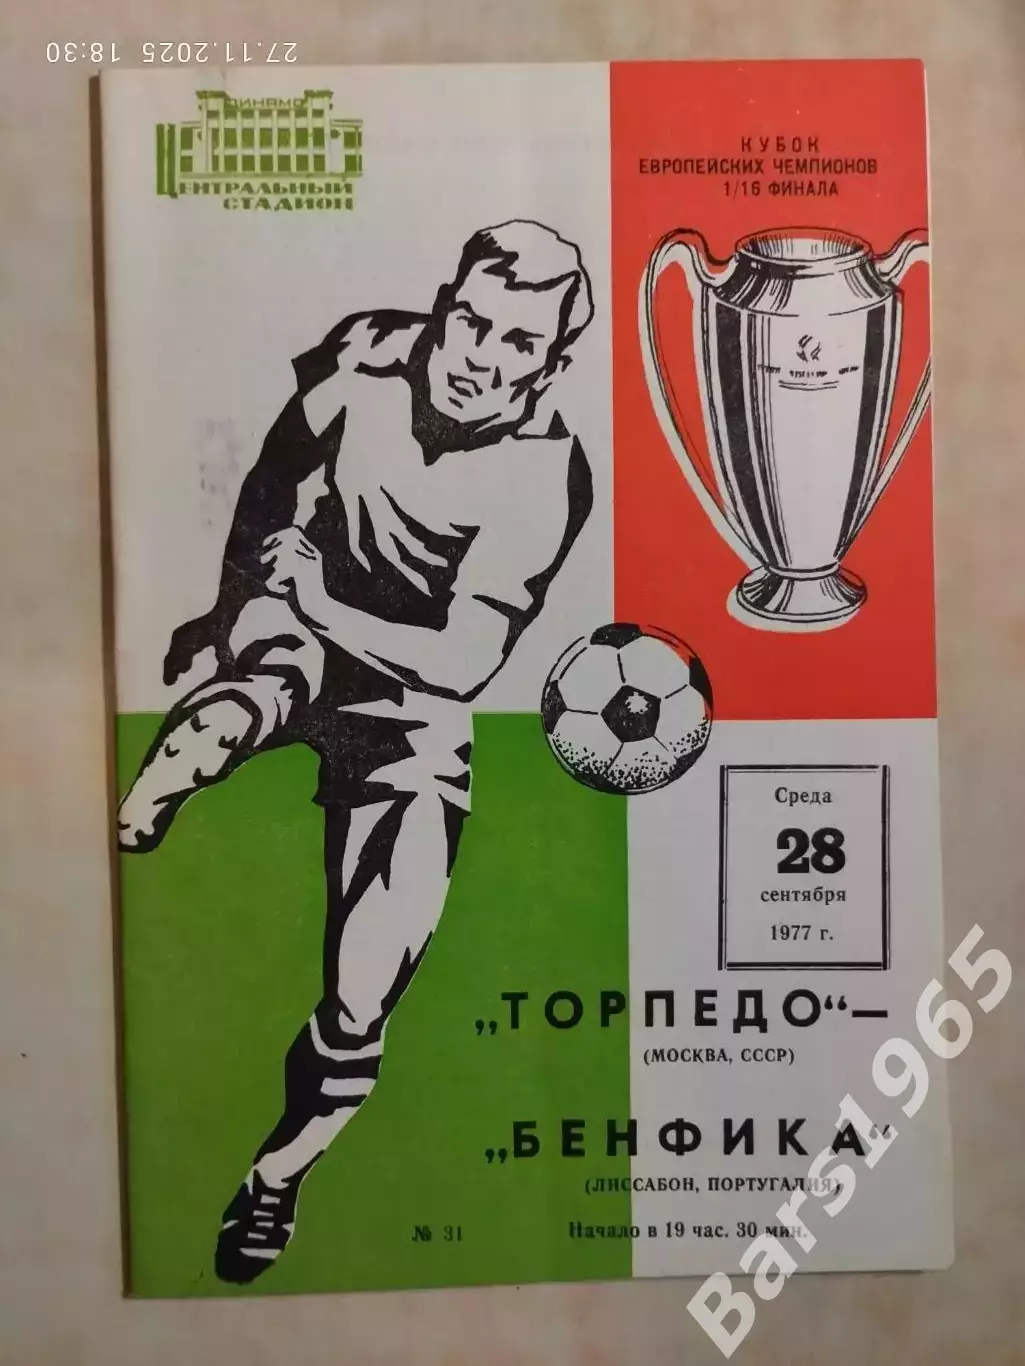 27.11.2025 18:30
ДИНАМО
ЦЕНТРАЛЬНЫЙ
СТАДИОН
КУБОК
ЕВРОПЕЙСКИХ ЧЕМПИОНОВ
1/16 ФИНАЛА
Среда
28
сентября
1977 г.
„ТОРПЕДО“—
(МОСКВА, СССР)
„БЕНФИКА“
(ЛИССАБОН, ПОРТУГАЛИЯ)
№ 31
Начало в 19 час. 30 мин.
Bars1965